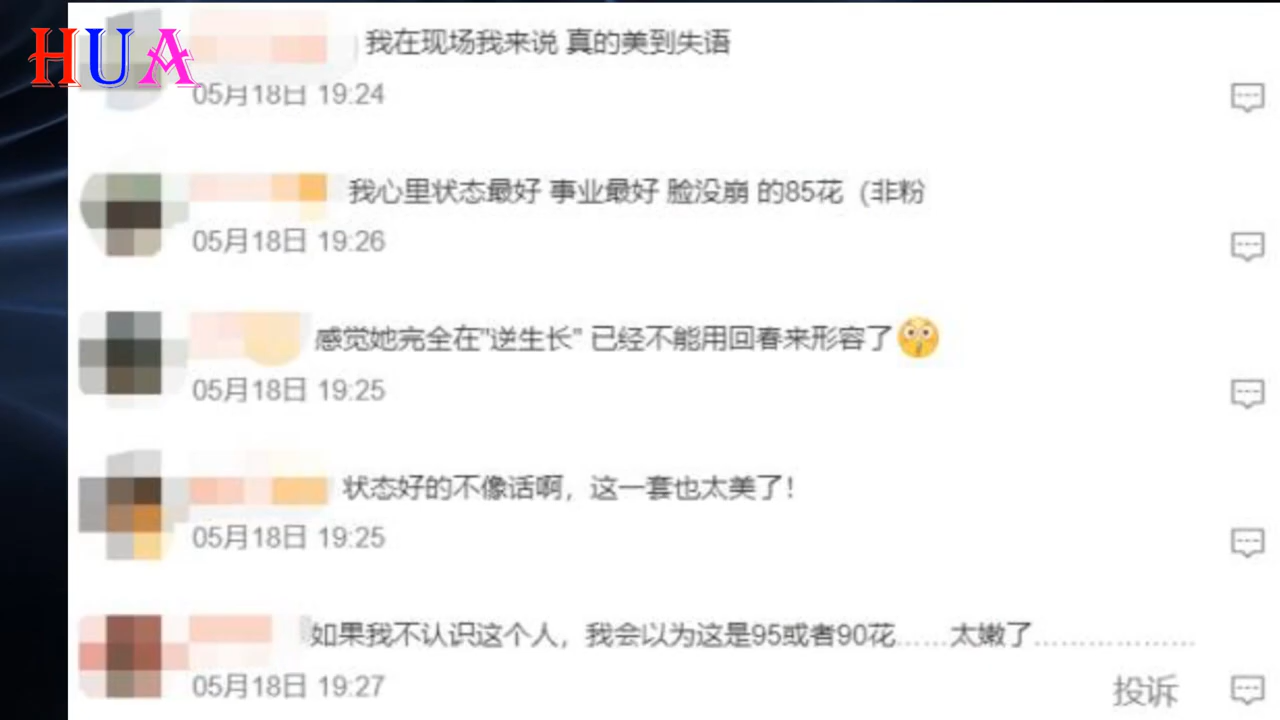 HUA
我在现场我来说 真的美到失语
05月18日 19:24
我心里状态最好 事业最好 脸没崩 的85花（非粉
05月18日 19:26
感觉她完全在"逆生长" 已经不能用回春来形容了
05月18日 19:25
状态好的不像话啊，这一套也太美了！
05月18日 19:25
如果我不认识这个人，我会以为这是95或者90花……太嫩了………………
05月18日 19:27
投诉